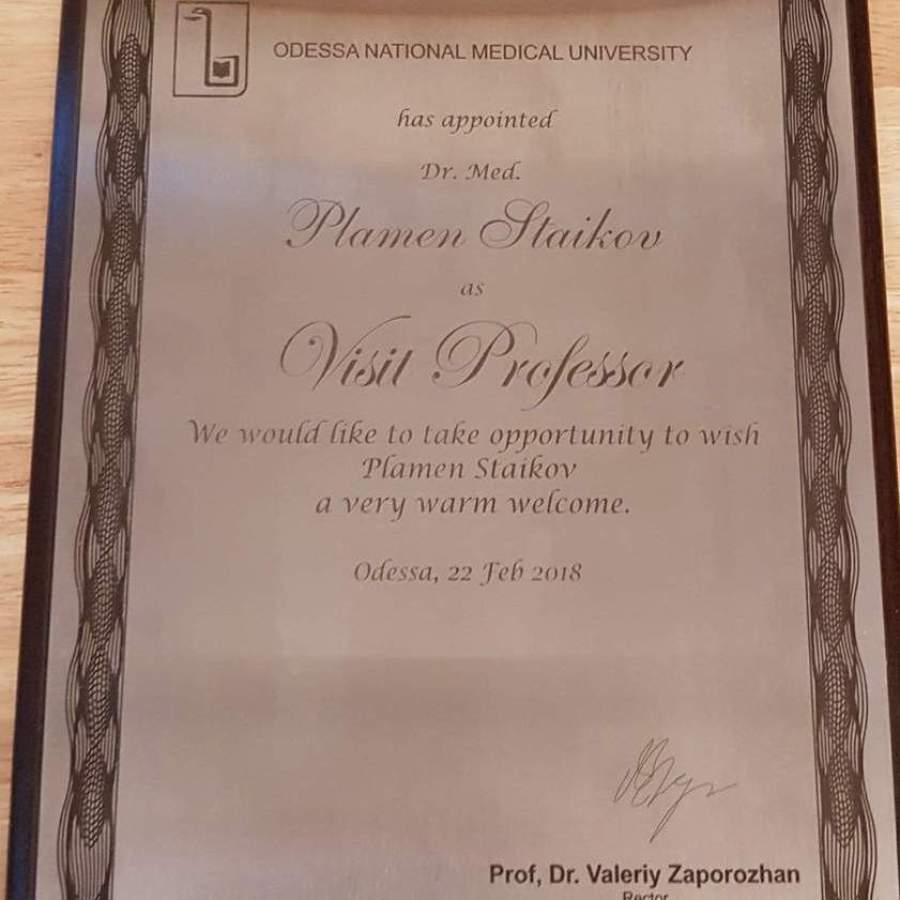 ODESSA NATIONAL MEDICAL UNIVERSITY
has appointed
Dr. Med.
Plamen Staikov
as
Visit Professor
We would like to take opportunity to wish
Plamen Staikov
a very warm welcome.
Odessa, 22 Feb 2018
Prof, Dr. Valeriy Zaporozhan
Rector